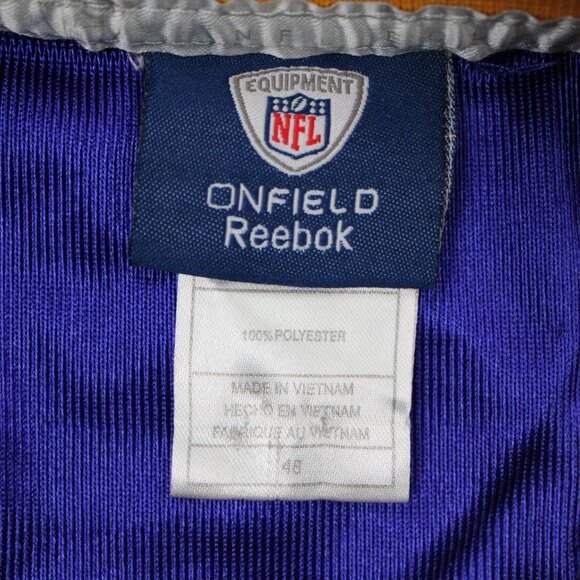 EQUIPMENT
NFL
ONFIELD
Reebok
100% POLYESTER
MADE IN VIETNAM
HECHO EN VIETNAM
FABRIQUE AU VIETNAM
48